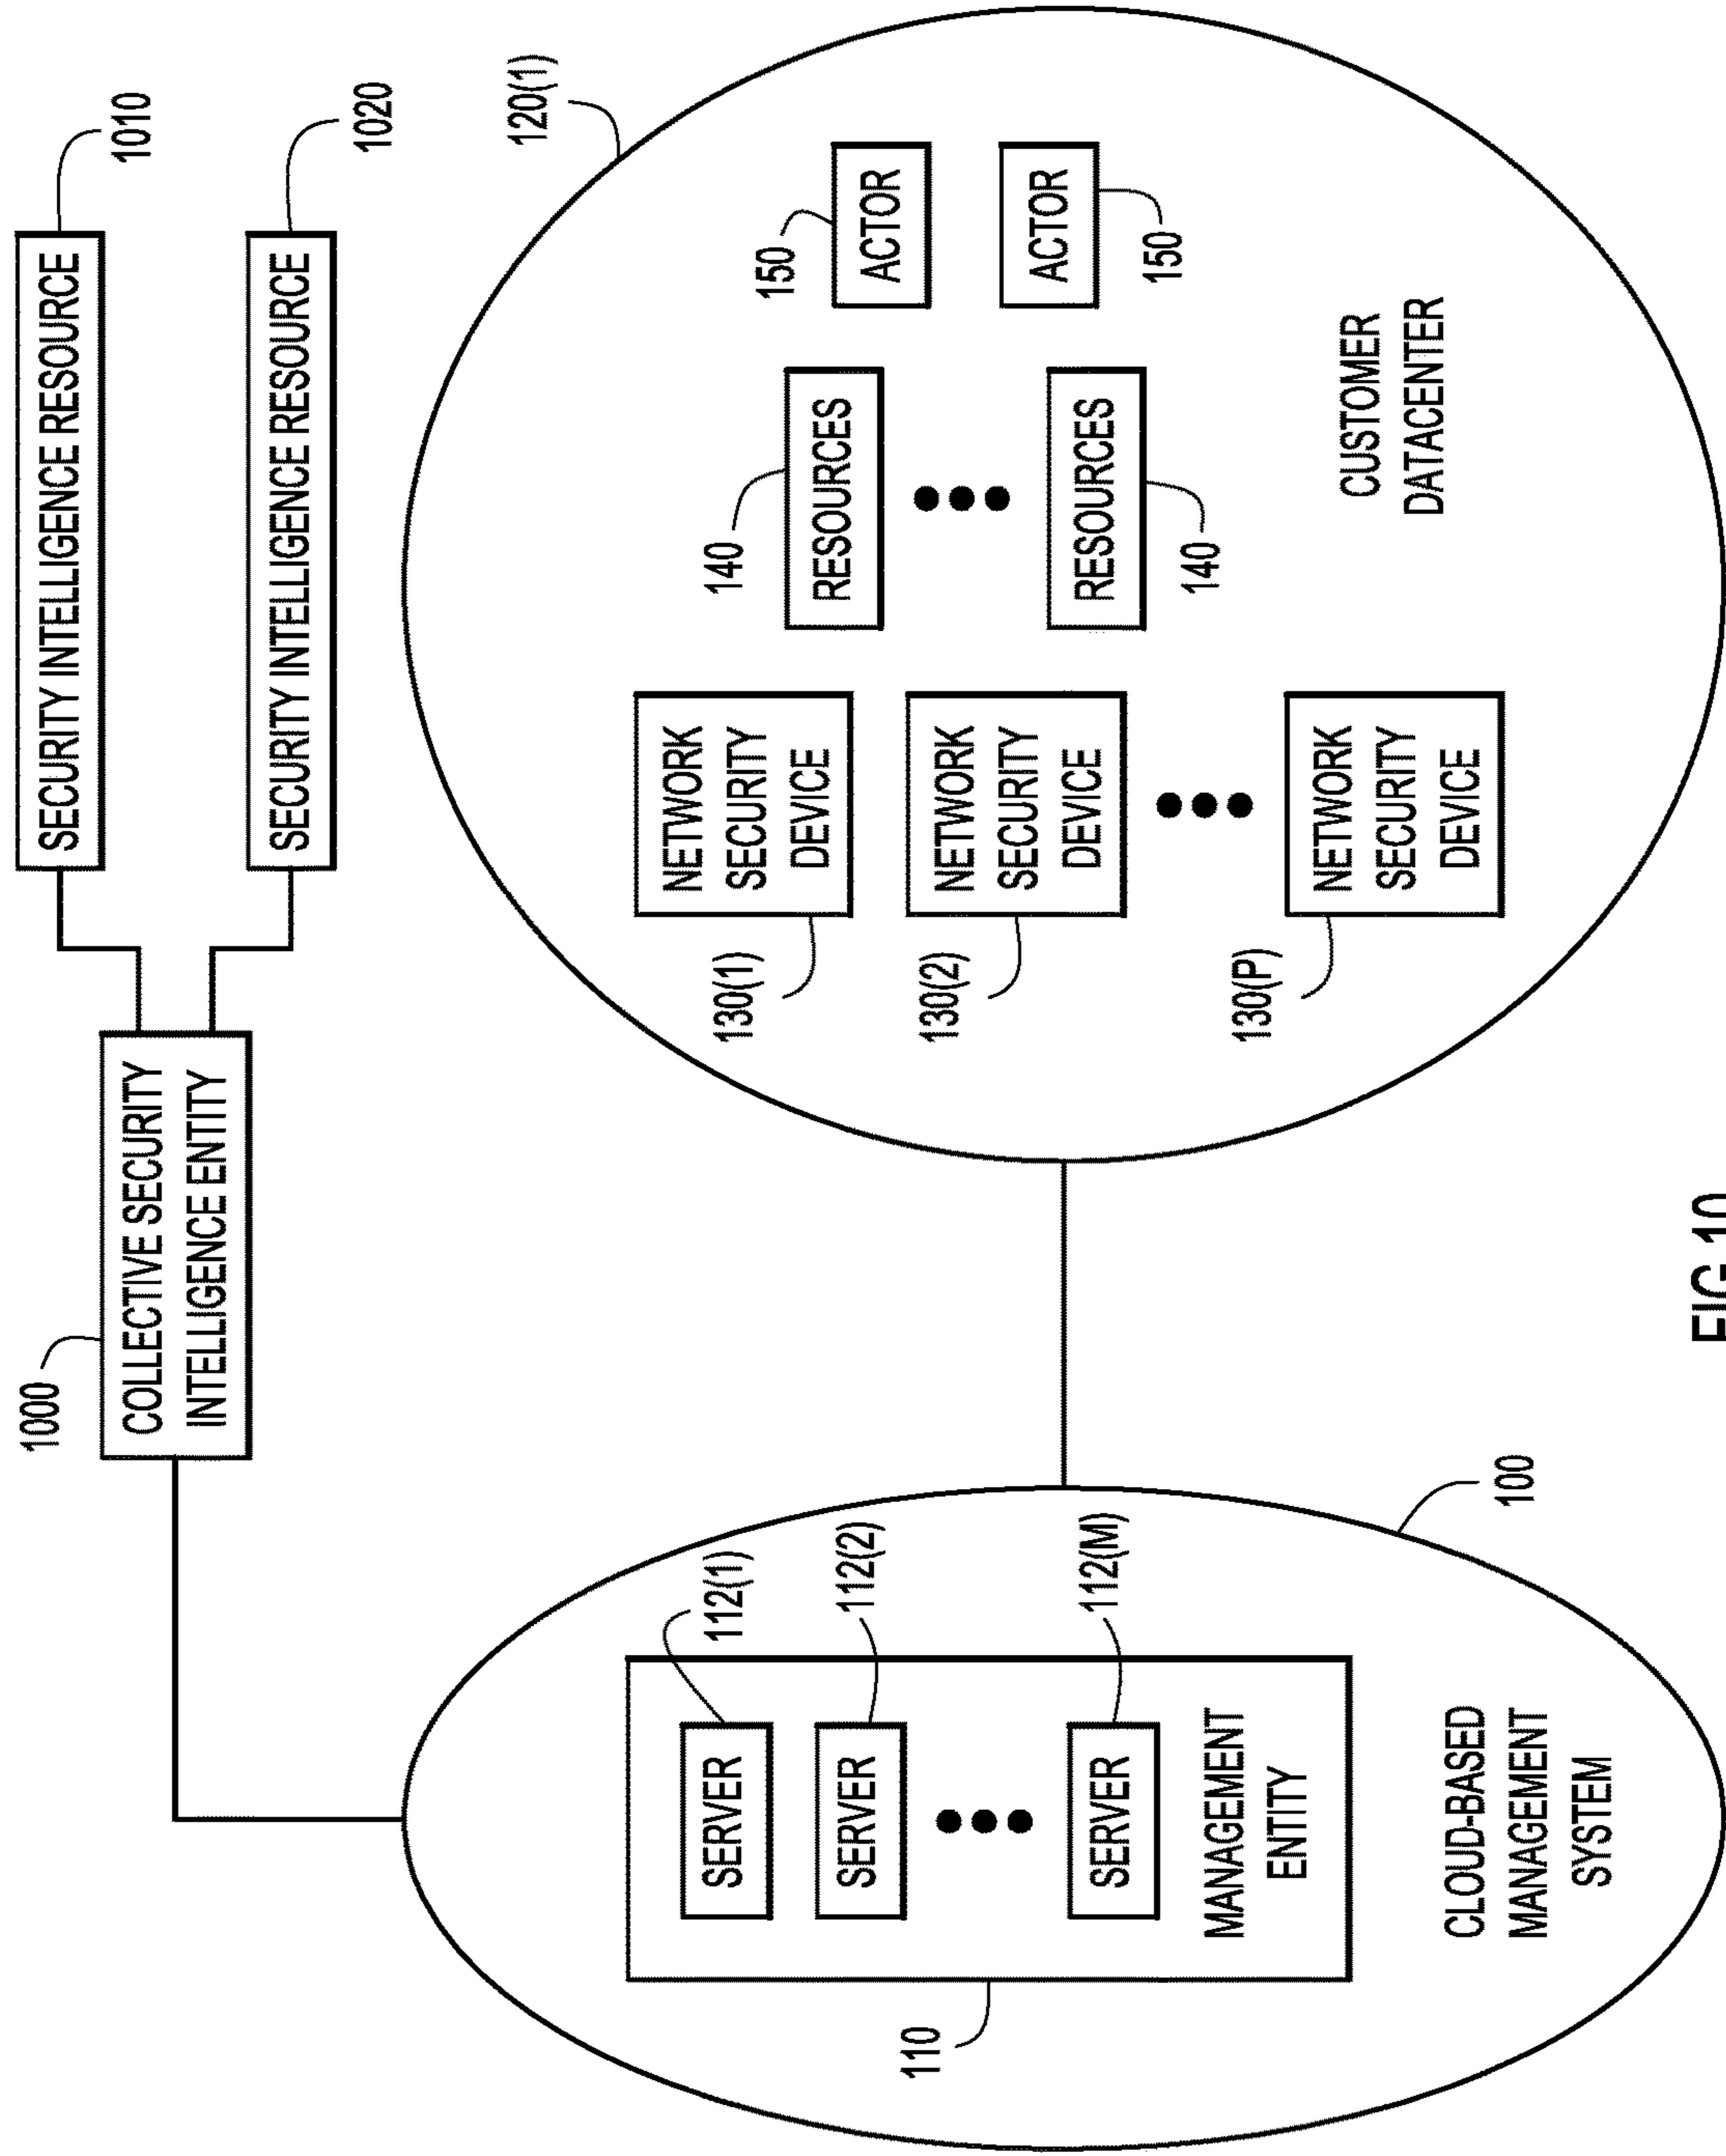 1000
COLLECTIVE SECURITY
INTELLIGENCE ENTITY
SECURITY INTELLIGENCE RESOURCE
1010
SECURITY INTELLIGENCE RESOURCE
1020
110
SERVER
112(1)
SERVER
112(2)
SERVER
112(M)
MANAGEMENT
ENTITY
CLOUD-BASED
MANAGEMENT
SYSTEM
100
120(1)
130(1)
NETWORK
SECURITY
DEVICE
130(2)
NETWORK
SECURITY
DEVICE
130(P)
NETWORK
SECURITY
DEVICE
140
RESOURCES
140
RESOURCES
150
ACTOR
ACTOR
150
CUSTOMER
DATACENTER
FIG.10